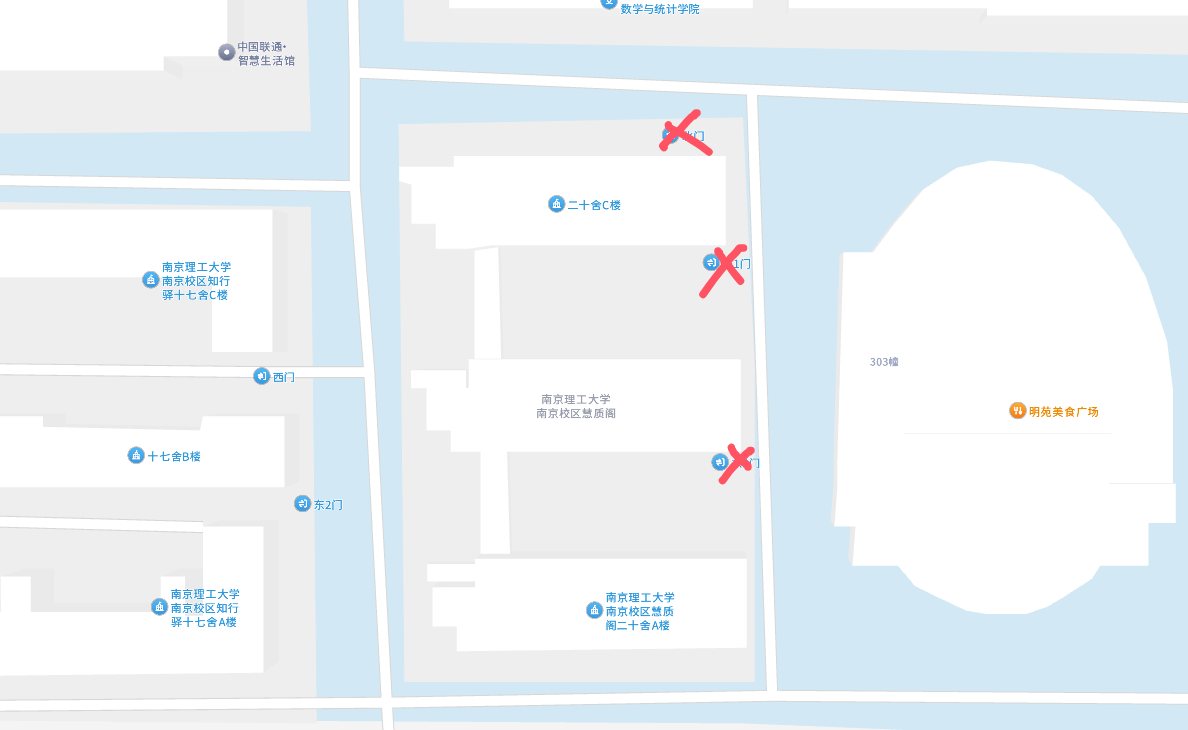 数学与统计学院
中国联通·
智慧生活馆
门
二十舍C楼
南京理工大学
南京校区知行
驿十七舍C楼
1门
303幢
西门
南京理工大学
南京校区慧质阁
明苑美食广场
十七舍B楼
门
东2门
南京理工大学
南京校区知行
驿十七舍A楼
南京理工大学
南京校区慧质
阁二十舍A楼